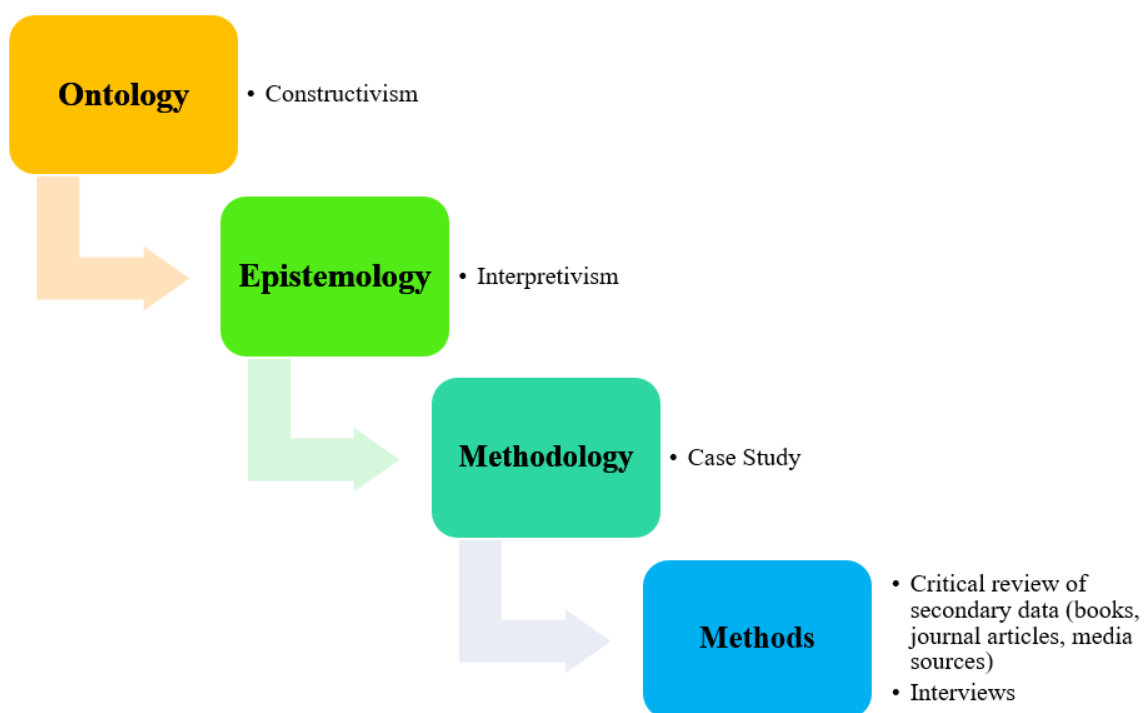 Ontology
• Constructivism
Epistemology
• Interpretivism
Methodology
• Case Study
Methods
• Critical review of
secondary data (books,
journal articles, media
sources)
• Interviews